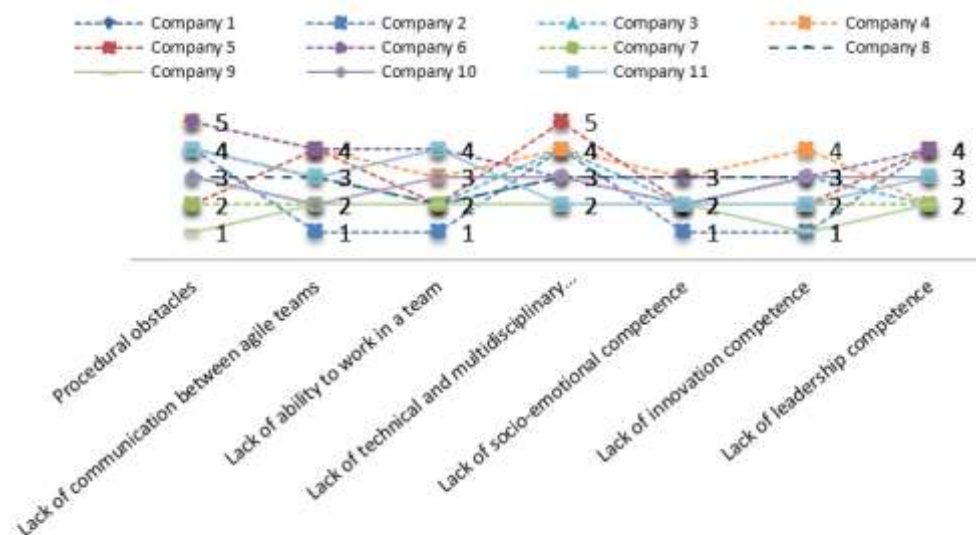 Company 1 Company 2 Company 3 Company 4
Company 5 Company 6 Company 7 Company 8
Company 9 Company 10 Company 11
5 5
4 4 4 4 4 4
3 3 3 3 3 3 3
2 2 2 2 2 2 2
1 1 1 1 1
Procedural obstacles
Lack of communication between agile teams
Lack of ability to work in a team
Lack of technical and multidisciplinary...
Lack of socio-emotional competence
Lack of innovation competence
Lack of leadership competence